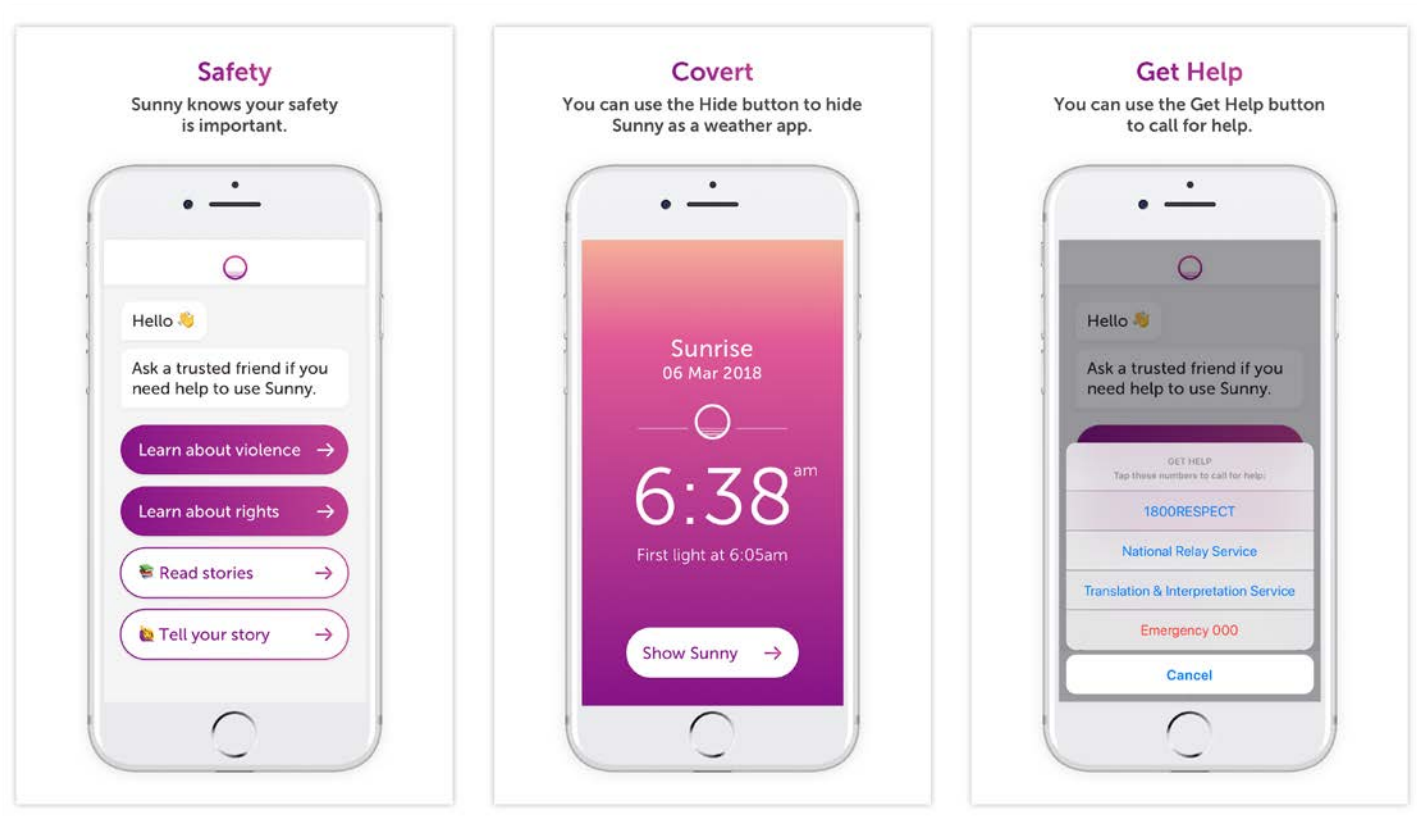 Safety
Sunny knows your safety
is important.
Hello 👋
Ask a trusted friend if you
need help to use Sunny.
Learn about violence →
Learn about rights →
📚 Read stories →
🙋 Tell your story →
Covert
You can use the Hide button to hide
Sunny as a weather app.
Sunrise
06 Mar 2018
6:38 am
First light at 6:05am
Show Sunny →
Get Help
You can use the Get Help button
to call for help.
Hello 👋
Ask a trusted friend if you
need help to use Sunny.
GET HELP
Tap these numbers to call for help:
1800RESPECT
National Relay Service
Translation & Interpretation Service
Emergency 000
Cancel